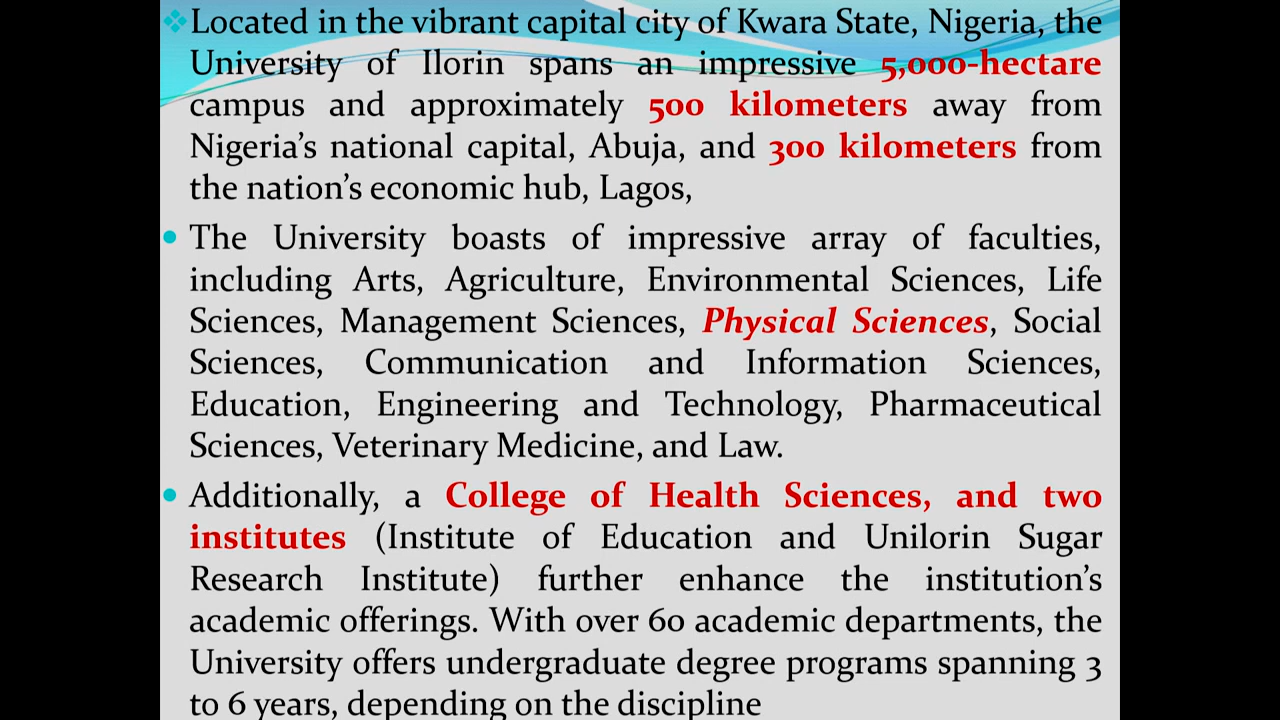 Located in the vibrant capital city of Kwara State, Nigeria, the
University of Ilorin spans an impressive 5,000-hectare
campus and approximately 500 kilometers away from
Nigeria's national capital, Abuja, and 300 kilometers from
the nation's economic hub, Lagos,
The University boasts of impressive array of faculties,
including Arts, Agriculture, Environmental Sciences, Life
Sciences, Management Sciences, Physical Sciences, Social
Sciences, Communication and Information Sciences,
Education, Engineering and Technology, Pharmaceutical
Sciences, Veterinary Medicine, and Law.
Additionally, a College of Health Sciences, and two
institutes (Institute of Education and Unilorin Sugar
Research Institute) further enhance the institution's
academic offerings. With over 60 academic departments, the
University offers undergraduate degree programs spanning 3
to 6 years, depending on the discipline